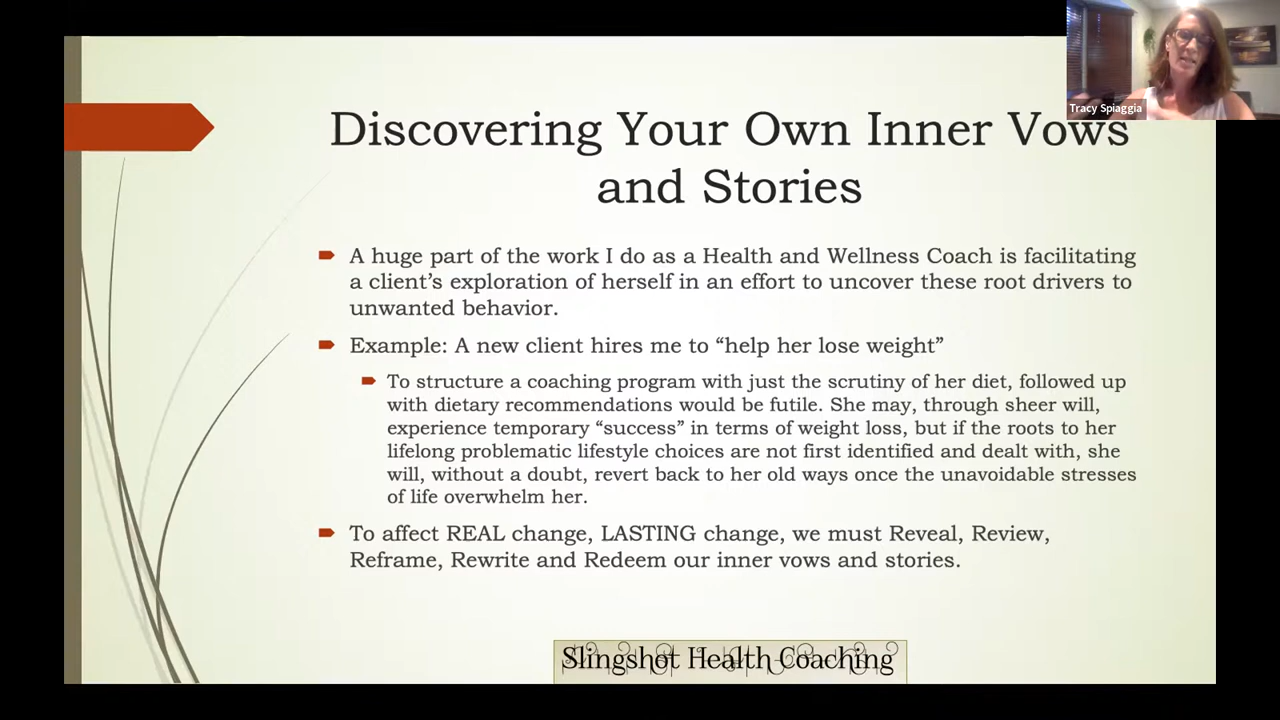 Tracy Spiaggia
Discovering Your Own Inner Vows
and Stories
A huge part of the work I do as a Health and Wellness Coach is facilitating
a client’s exploration of herself in an effort to uncover these root drivers to
unwanted behavior.
Example: A new client hires me to “help her lose weight”
To structure a coaching program with just the scrutiny of her diet, followed up
with dietary recommendations would be futile. She may, through sheer will,
experience temporary “success” in terms of weight loss, but if the roots to her
lifelong problematic lifestyle choices are not first identified and dealt with, she
will, without a doubt, revert back to her old ways once the unavoidable stresses
of life overwhelm her.
To affect REAL change, LASTING change, we must Reveal, Review,
Reframe, Rewrite and Redeem our inner vows and stories.
Slingshot Health Coaching